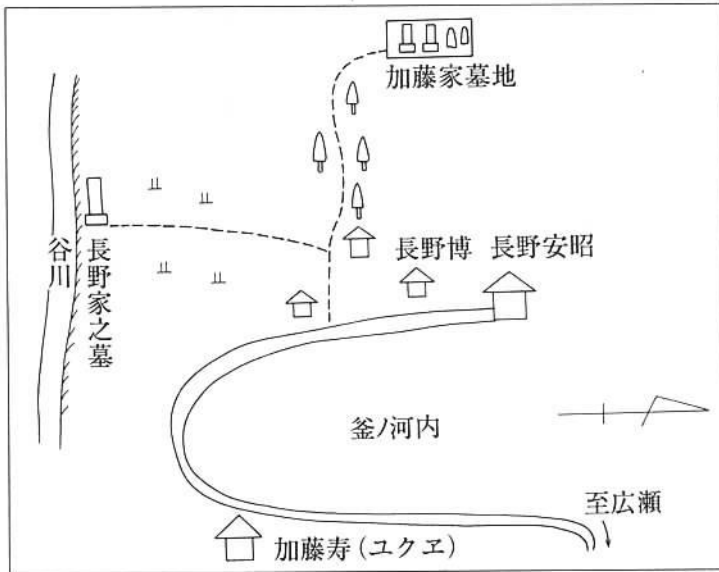 加藤家墓地
谷川
長野家之墓
長野博
長野安昭
釜ノ河内
至広瀬
加藤寿(ユクヱ)